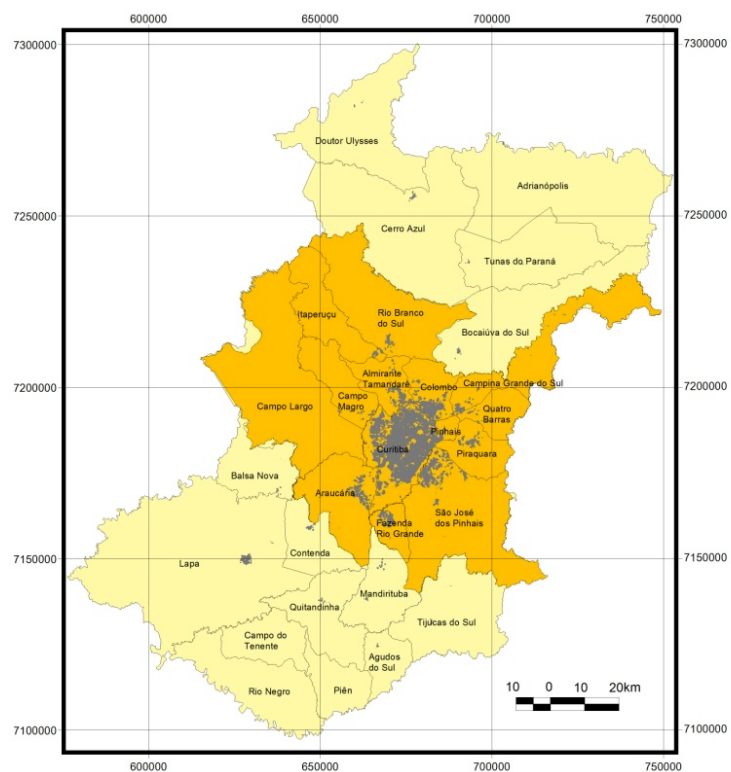 600000 650000 700000 750000
7300000 7300000
Doutor Ulysses
Adrianópolis
7250000 7250000
Cerro Azul
Tunas do Paraná
Itaperuçu
Rio Branco
do Sul
Bocaiúva do Sul
7200000 7200000
Almirante
Tamandaré
Colombo
Campina Grande do Sul
Campo
Magro
Campo Largo
Quatro
Barras
Pinhais
Curitiba
Piraquara
Balsa Nova
Araucária
São José
dos Pinhais
Fazenda
Rio Grande
7150000 7150000
Contenda
Lapa
Mandirituba
Quitandinha
Tijucas do Sul
Campo do
Tenente
Agudos
do Sul
Rio Negro
Piên
10 0 10 20km
7100000 7100000
600000 650000 700000 750000